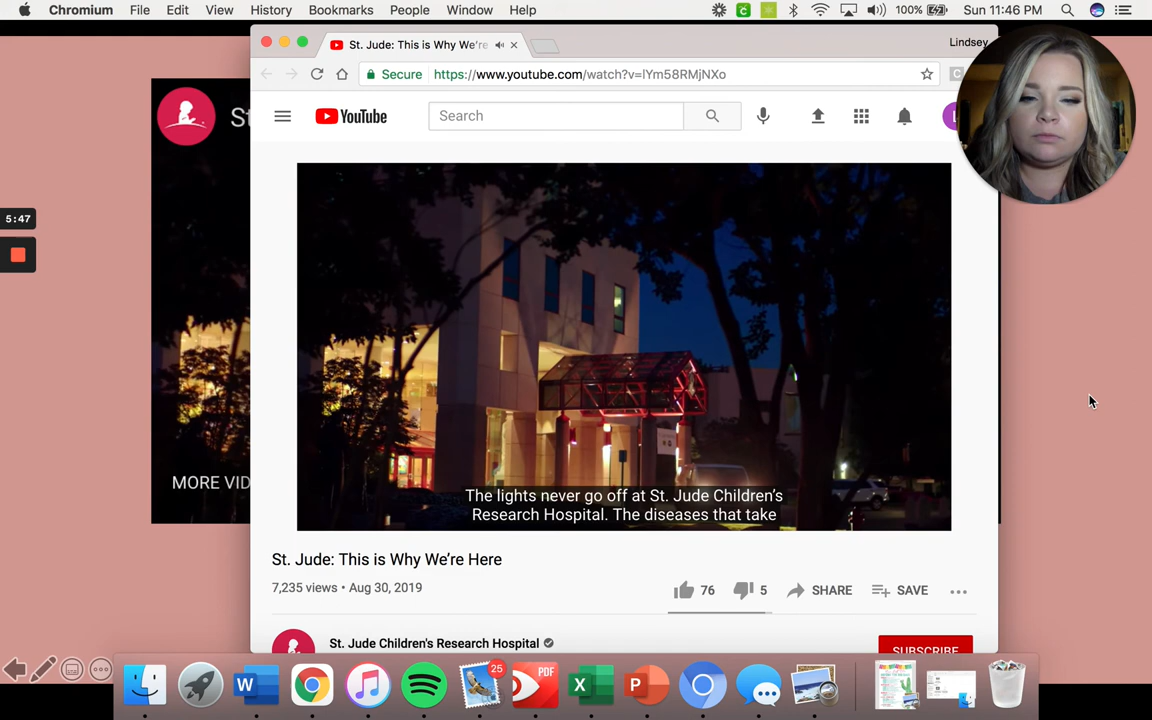 Chromium File Edit View History Bookmarks People Window Help 100% Sun 11:46 PM
St. Jude: This is Why We're
Lindsey
Secure https://www.youtube.com/watch?v=lYm58RMjNXo
YouTube Search
St
5:47
The lights never go off at St. Jude Children's
Research Hospital. The diseases that take
MORE VID
St. Jude: This is Why We're Here
7,235 views • Aug 30, 2019
76 5 SHARE SAVE
St. Jude Children's Research Hospital
SUBSCRIBE
25
W PDF X P